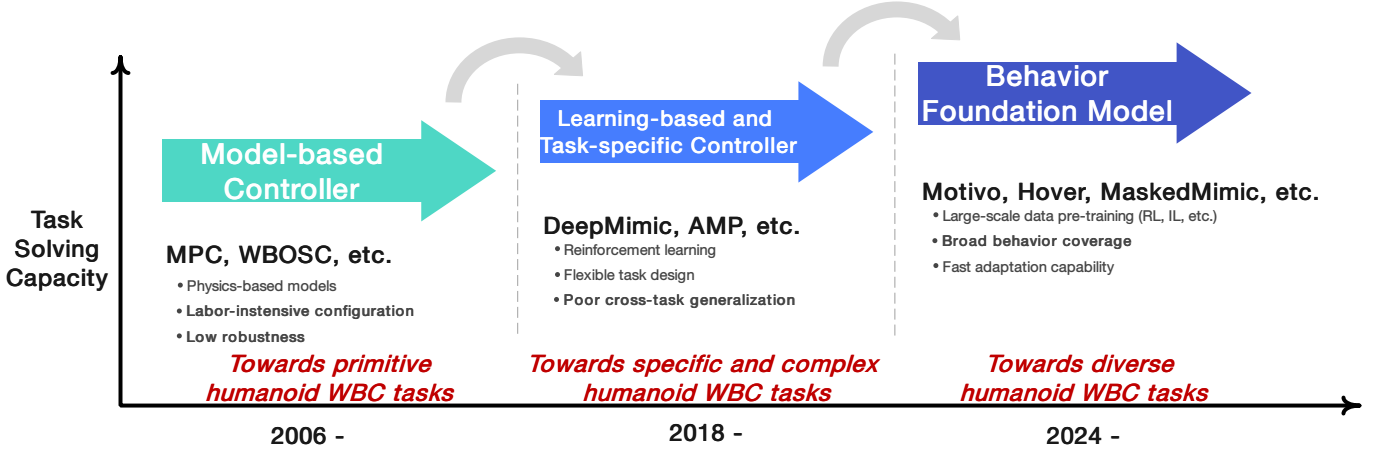 Task
Solving
Capacity
Model-based
Controller
MPC, WBOSC, etc.
• Physics-based models
• Labor-instensive configuration
• Low robustness
Towards primitive
humanoid WBC tasks
2006 -
Learning-based and
Task-specific Controller
DeepMimic, AMP, etc.
• Reinforcement learning
• Flexible task design
• Poor cross-task generalization
Towards specific and complex
humanoid WBC tasks
2018 -
Behavior
Foundation Model
Motivo, Hover, MaskedMimic, etc.
• Large-scale data pre-training (RL, IL, etc.)
• Broad behavior coverage
• Fast adaptation capability
Towards diverse
humanoid WBC tasks
2024 -